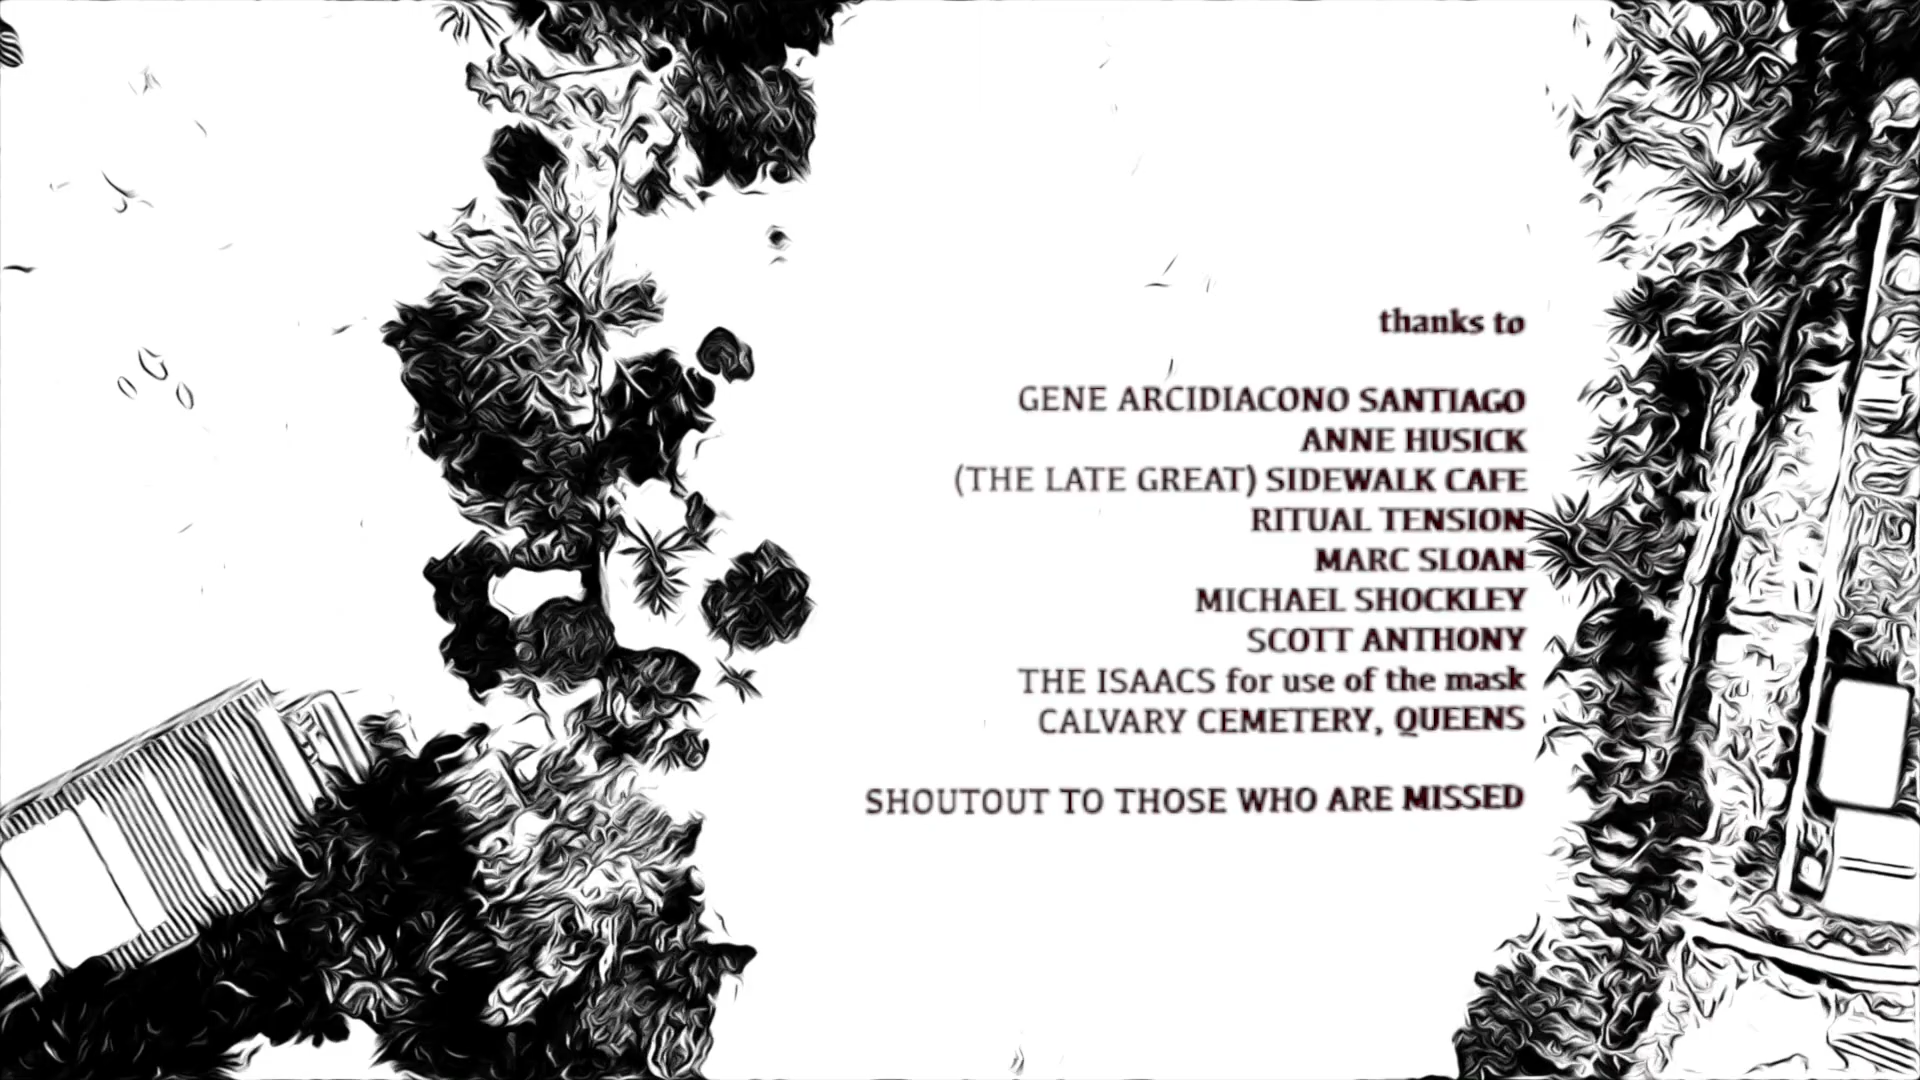 thanks to
GENE ARCIDIACONO SANTIAGO
ANNE HUSICK
(THE LATE GREAT) SIDEWALK CAFE
RITUAL TENSION
MARC SLOAN
MICHAEL SHOCKLEY
SCOTT ANTHONY
THE ISAACS for use of the mask
CALVARY CEMETERY, QUEENS
SHOUTOUT TO THOSE WHO ARE MISSED